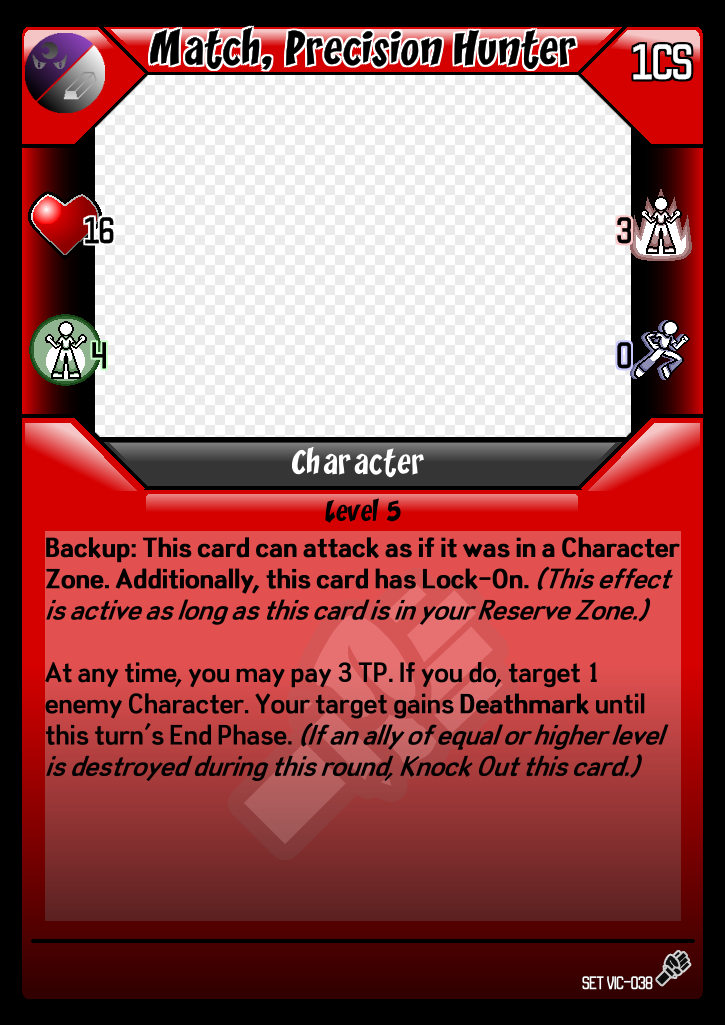 Match, Precision Hunter
1CS
16
3
4
0
Character
Level 5
Backup: This card can attack as if it was in a Character
Zone. Additionally, this card has Lock-On. (This effect
is active as long as this card is in your Reserve Zone.)
At any time, you may pay 3 TP. If you do, target 1
enemy Character. Your target gains Deathmark until
this turn's End Phase. (If an ally of equal or higher level
is destroyed during this round, Knock Out this card.)
SET VIC-038